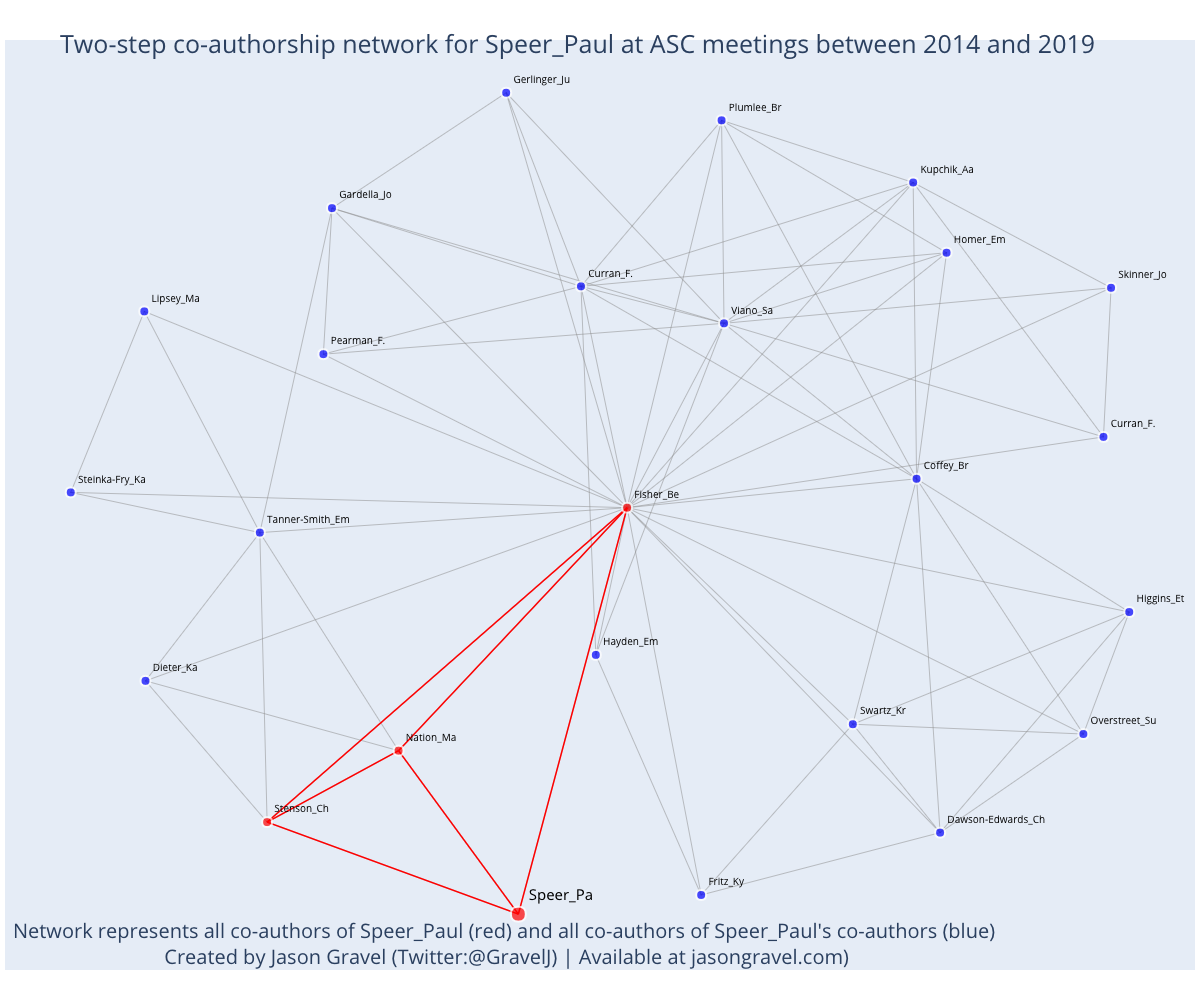 Two-step co-authorship network for Speer_Paul at ASC meetings between 2014 and 2019
Gerlinger_Ju
Plumlee_Br
Kupchik_Aa
Gardella_Jo
Homer_Em
Curran_F.
Skinner_Jo
Lipsey_Ma
Viano_Sa
Pearman_F.
Curran_F.
Coffey_Br
Steinka-Fry_Ka
Fisher_Be
Tanner-Smith_Em
Higgins_Et
Hayden_Em
Dieter_Ka
Swartz_Kr
Overstreet_Su
Nation_Ma
Stenson_Ch
Dawson-Edwards_Ch
Fritz_Ky
Speer_Pa
Network represents all co-authors of Speer_Paul (red) and all co-authors of Speer_Paul's co-authors (blue)
Created by Jason Gravel (Twitter:@GravelJ) | Available at jasongravel.com)